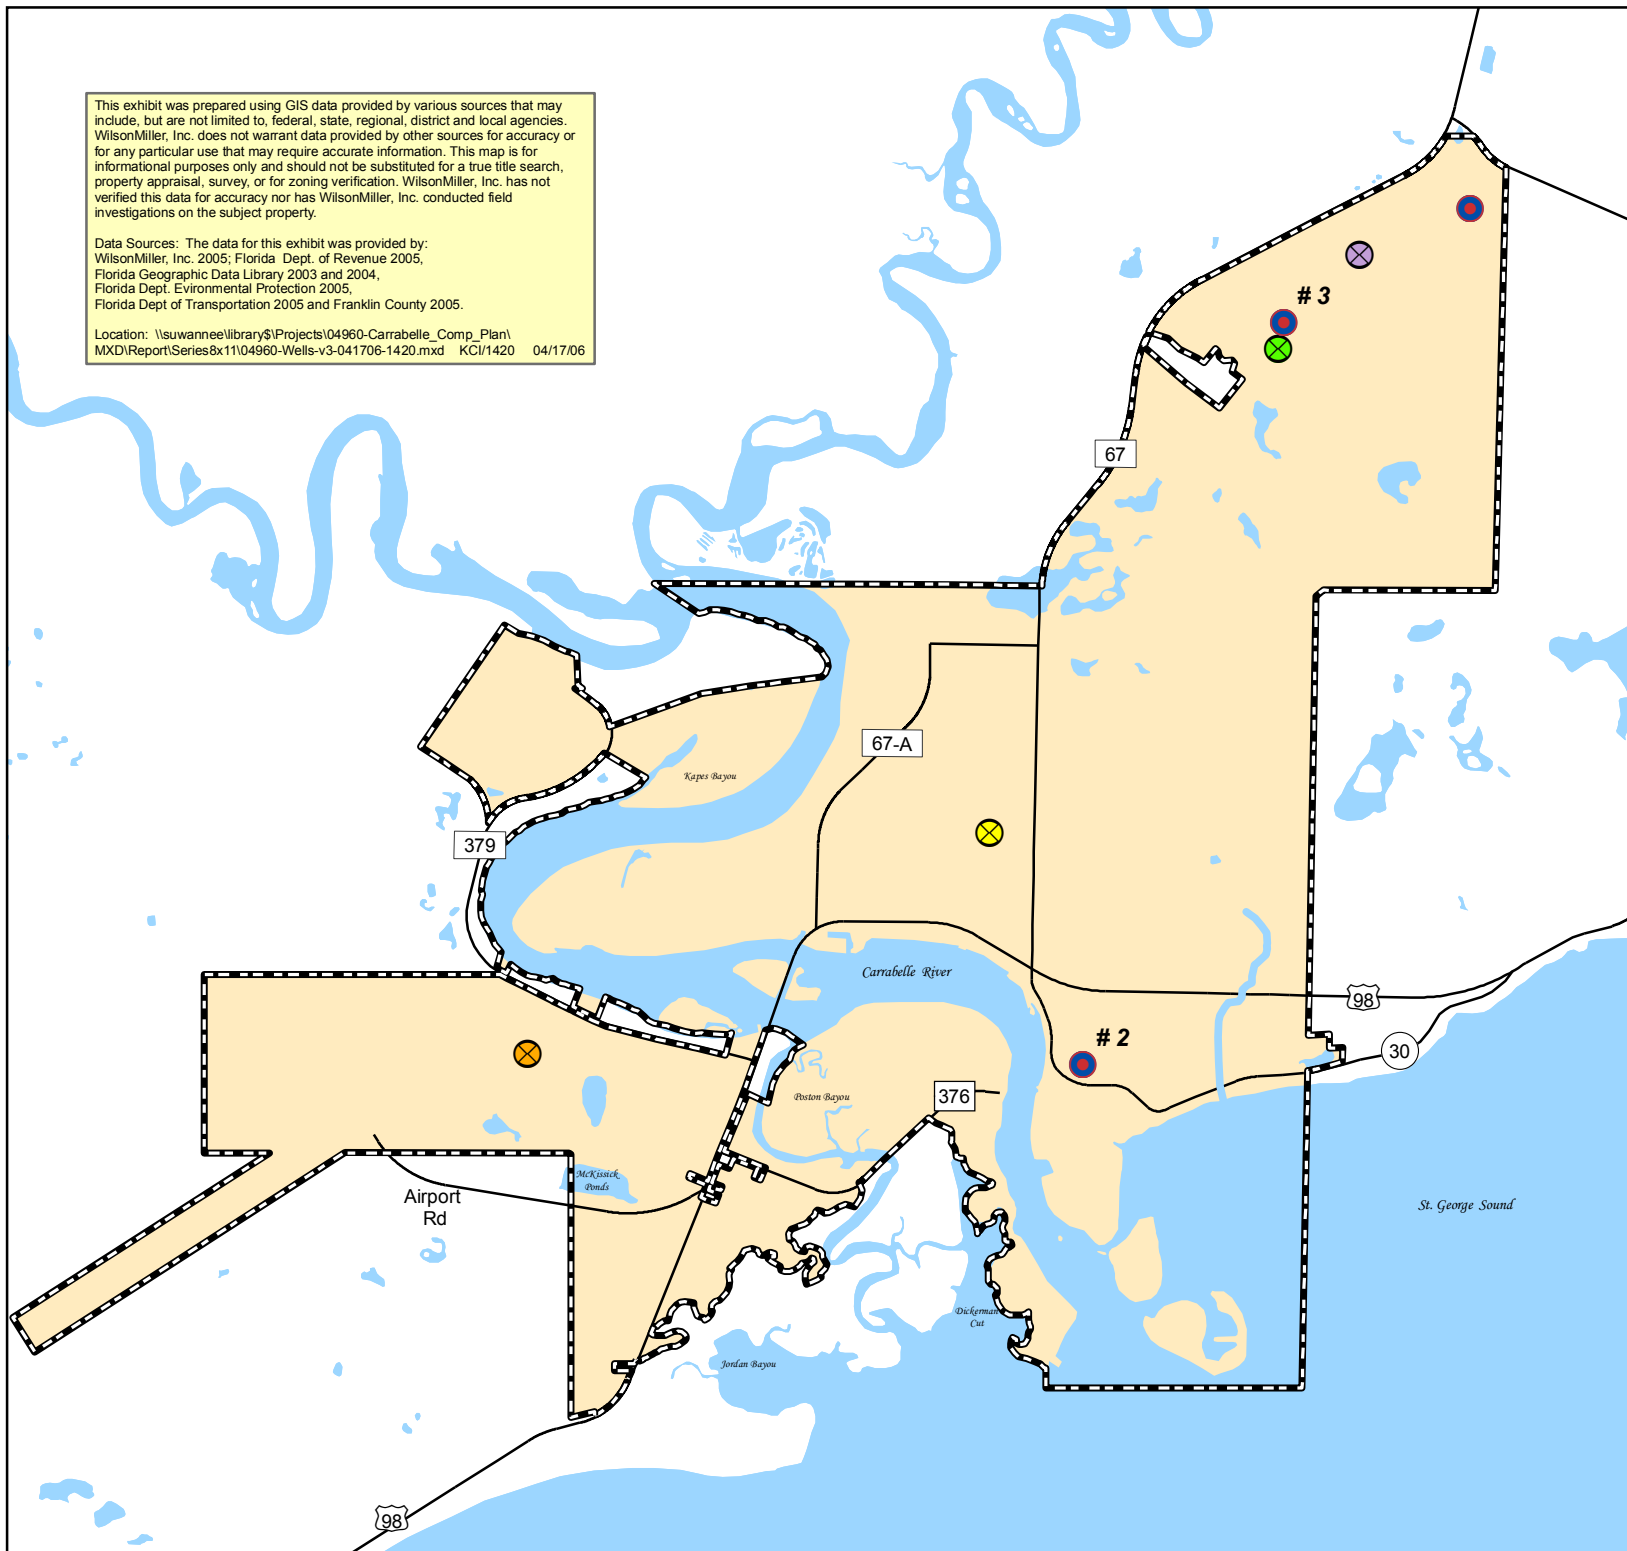 This exhibit was prepared using GIS data provided by various sources that may
include, but are not limited to, federal, state, regional, district and local agencies.
WilsonMiller, Inc. does not warrant data provided by other sources for accuracy or
for any particular use that may require accurate information. This map is for
informational purposes only and should not be substituted for a true title search,
property appraisal, survey, or for zoning verification. WilsonMiller, Inc. has not
verified this data for accuracy nor has WilsonMiller, Inc. conducted field
investigations on the subject property.
Data Sources: The data for this exhibit was provided by:
WilsonMiller, Inc. 2005; Florida Dept. of Revenue 2005,
Florida Geographic Data Library 2003 and 2004,
Florida Dept. Evironmental Protection 2005,
Florida Dept of Transportation 2005 and Franklin County 2005.
Location: \\suwannee\library$\Projects\04960-Carrabelle_Comp_Plan\
MXD\Report\Series8x11\04960-Wells-v3-041706-1420.mxd KCI/1420 04/17/06
# 3
67
67-A
Kapes Bayou
379
Carrabelle River
98
# 2
30
376
Poston Bayou
McKissick
Ponds
Airport
Rd
St. George Sound
Dickerman
Cut
Jordan Bayou
98